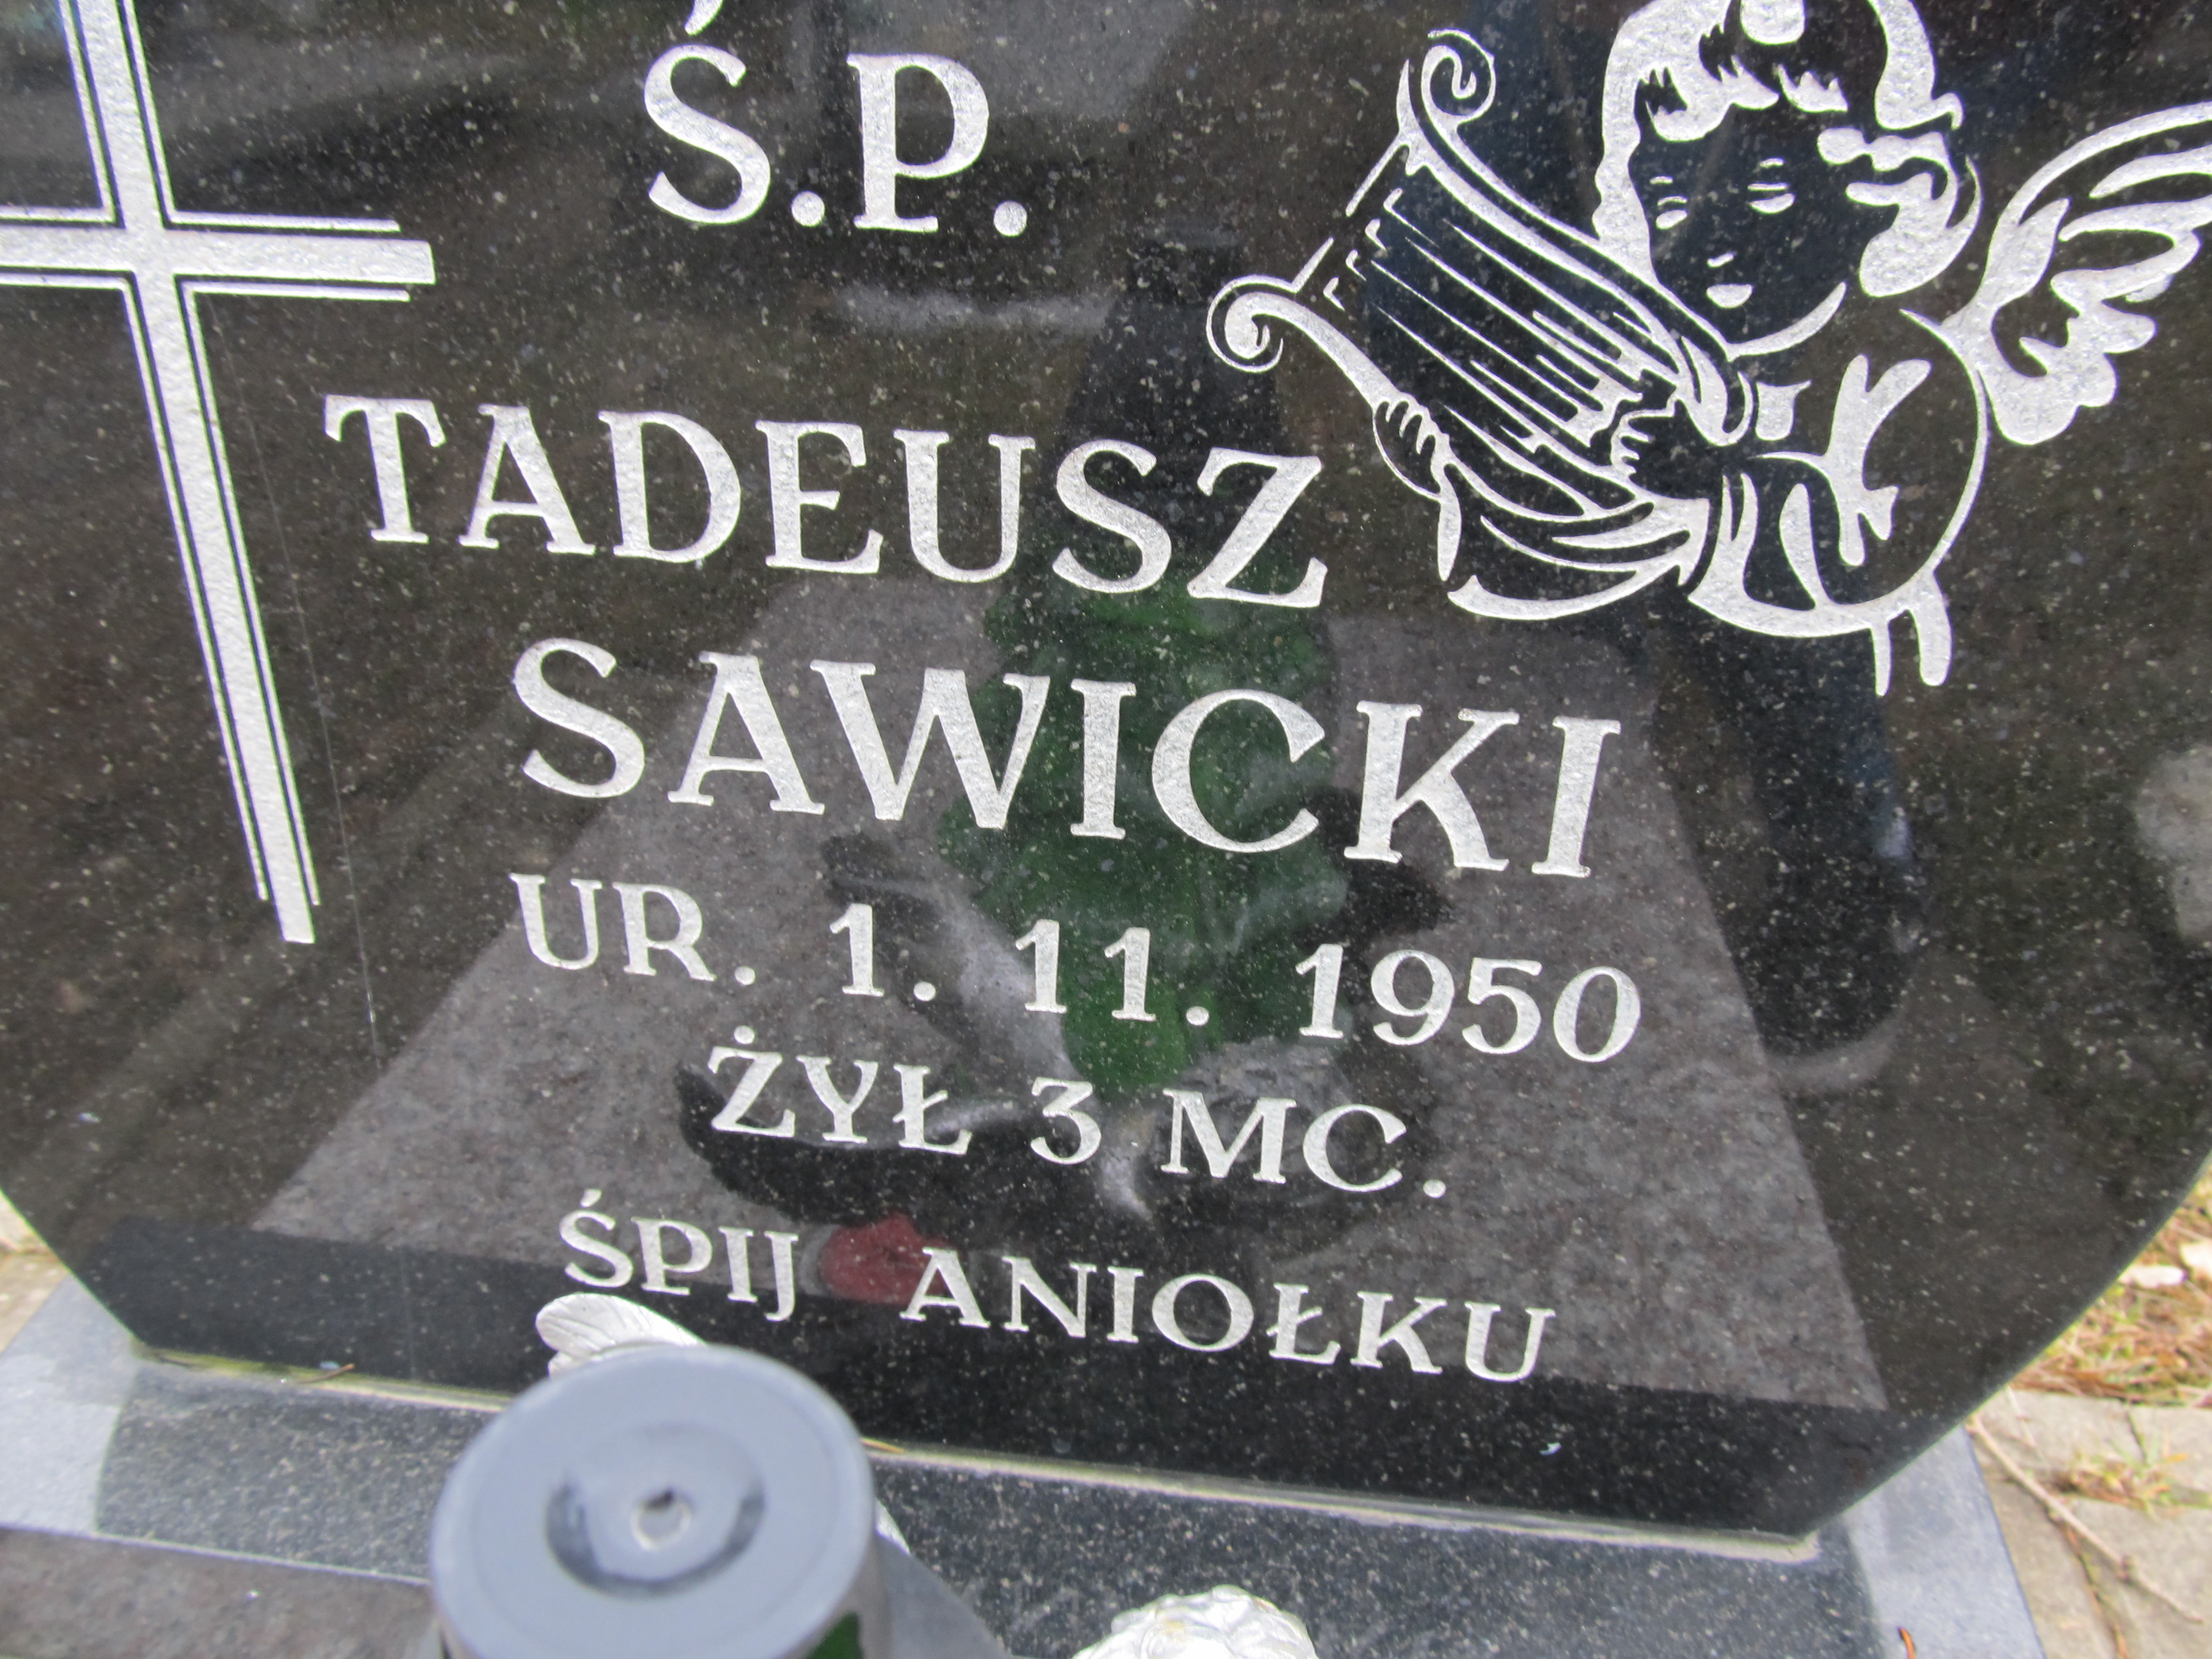 Ś.P.
TADEUSZ
SAWICKI
UR. 1. 11. 1950
ŻYŁ 3 MC.
ŚPIJ ANIOŁKU